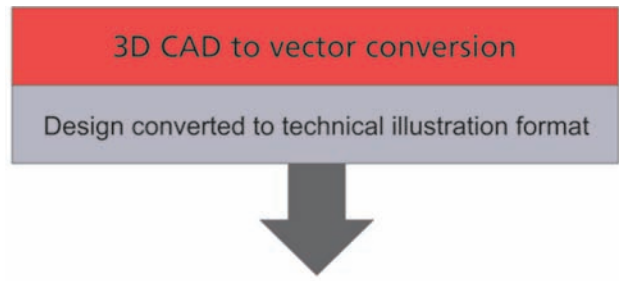 3D CAD to vector conversion
Design converted to technical illustration format